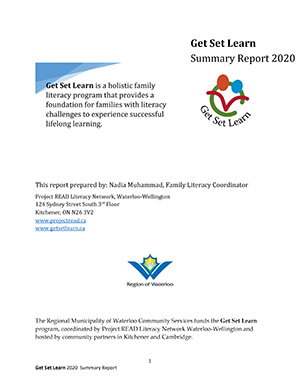 Get Set Learn
Summary Report 2020
Get Set Learn is a holistic family
literacy program that provides a
foundation for families with literacy
challenges to experience successful
lifelong learning.
Get Set Learn
This report prepared by: Nadia Muhammad, Family Literacy Coordinator
Project READ Literacy Network, Waterloo-Wellington
124 Sydney Street South 3rd Floor
Kitchener, ON N26 3V2
www.projectread.ca
www.getsetlearn.ca
Region of Waterloo
The Regional Municipality of Waterloo Community Services funds the Get Set Learn
program, coordinated by Project READ Literacy Network Waterloo-Wellington and
hosted by community partners in Kitchener and Cambridge.
1
Get Set Learn 2020 Summary Report